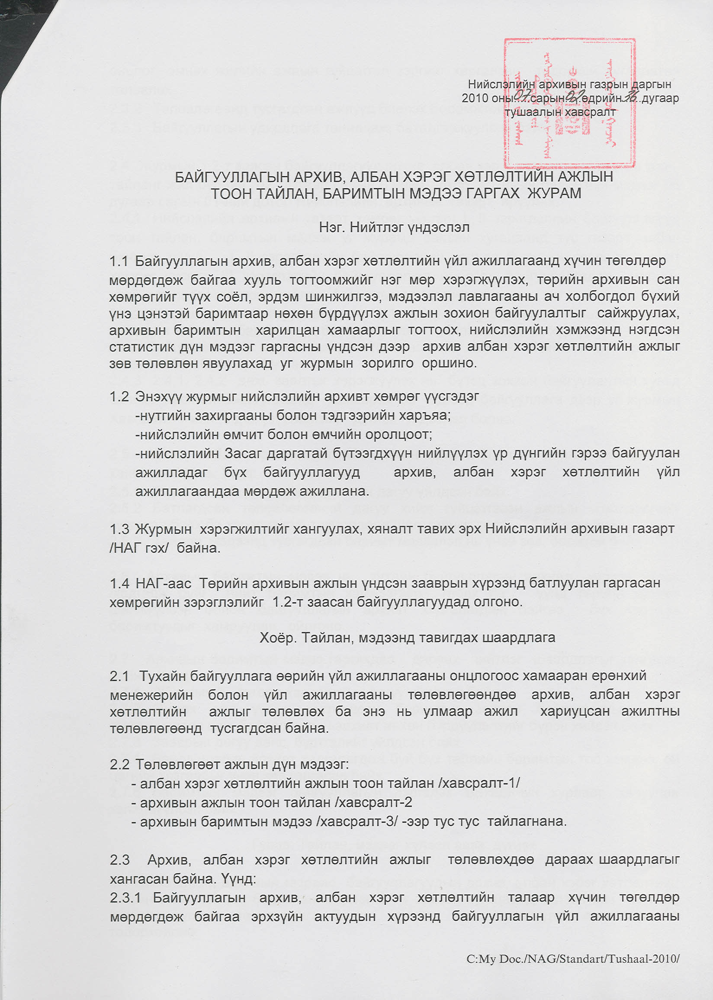 Нийслэлийн архивын газрын даргын
2010 оны 07 сарын 02 өдрийн 36 дугаар
тушаалын хавсралт
БАЙГУУЛЛАГЫН АРХИВ, АЛБАН ХЭРЭГ ХӨТЛӨЛТИЙН АЖЛЫН
ТООН ТАЙЛАН, БАРИМТЫН МЭДЭЭ ГАРГАХ ЖУРАМ
Нэг. Нийтлэг үндэслэл
1.1 Байгууллагын архив, албан хэрэг хөтлөлтийн үйл ажиллагаанд хүчин төгөлдөр
мөрдөгдөж байгаа хууль тогтоомжийг нэг мөр хэрэгжүүлэх, төрийн архивын сан
хөмрөгийг түүх соёл, эрдэм шинжилгээ, мэдээлэл лавлагааны ач холбогдол бүхий
үнэ цэнэтэй баримтаар нөхөн бүрдүүлэх ажлын зохион байгуулалтыг сайжруулах,
архивын баримтын харилцан хамаарлыг тогтоох, нийслэлийн хэмжээнд нэгдсэн
статистик дүн мэдээг гаргасны үндсэн дээр архив албан хэрэг хөтлөлтийн ажлыг
зөв төлөвлөн явуулахад уг журмын зорилго оршино.
1.2 Энэхүү журмыг нийслэлийн архивт хөмрөг үүсгэдэг
-нутгийн захиргааны болон тэдгээрийн харъяа;
-нийслэлийн өмчит болон өмчийн оролцоот;
-нийслэлийн Засаг даргатай бүтээгдхүүн нийлүүлэх үр дүнгийн гэрээ байгуулан
ажилладаг бүх байгууллагууд архив, албан хэрэг хөтлөлтийн үйл
ажиллагаандаа мөрдөж ажиллана.
1.3 Журмын хэрэгжилтийг хангуулах, хяналт тавих эрх Нийслэлийн архивын газарт
/НАГ гэх/ байна.
1.4 НАГ-аас Төрийн архивын ажлын үндсэн зааврын хүрээнд батлуулан гаргасан
хөмрөгийн зэрэглэлийг 1.2-т заасан байгууллагуудад олгоно.
Хоёр. Тайлан, мэдээнд тавигдах шаардлага
2.1 Тухайн байгууллага өөрийн үйл ажиллагааны онцлогоос хамааран ерөнхий
менежерийн болон үйл ажиллагааны төлөвлөгөөндөө архив, албан хэрэг
хөтлөлтийн ажлыг төлөвлөх ба энэ нь улмаар ажил хариуцсан ажилтны
төлөвлөгөөнд тусгагдсан байна.
2.2 Төлөвлөгөөт ажлын дүн мэдээг:
- албан хэрэг хөтлөлтийн ажлын тоон тайлан /хавсралт-1/
- архивын ажлын тоон тайлан /хавсралт-2
- архивын баримтын мэдээ /хавсралт-3/ -ээр тус тус тайлагнана.
2.3 Архив, албан хэрэг хөтлөлтийн ажлыг төлөвлөхдөө дараах шаардлагыг
хангасан байна. Үүнд:
2.3.1 Байгууллагын архив, албан хэрэг хөтлөлтийн талаар хүчин төгөлдөр
мөрдөгдөж байгаа эрхзүйн актуудын хүрээнд байгууллагын үйл ажиллагааны
C:My Doc./NAG/Standart/Tushaal-2010/